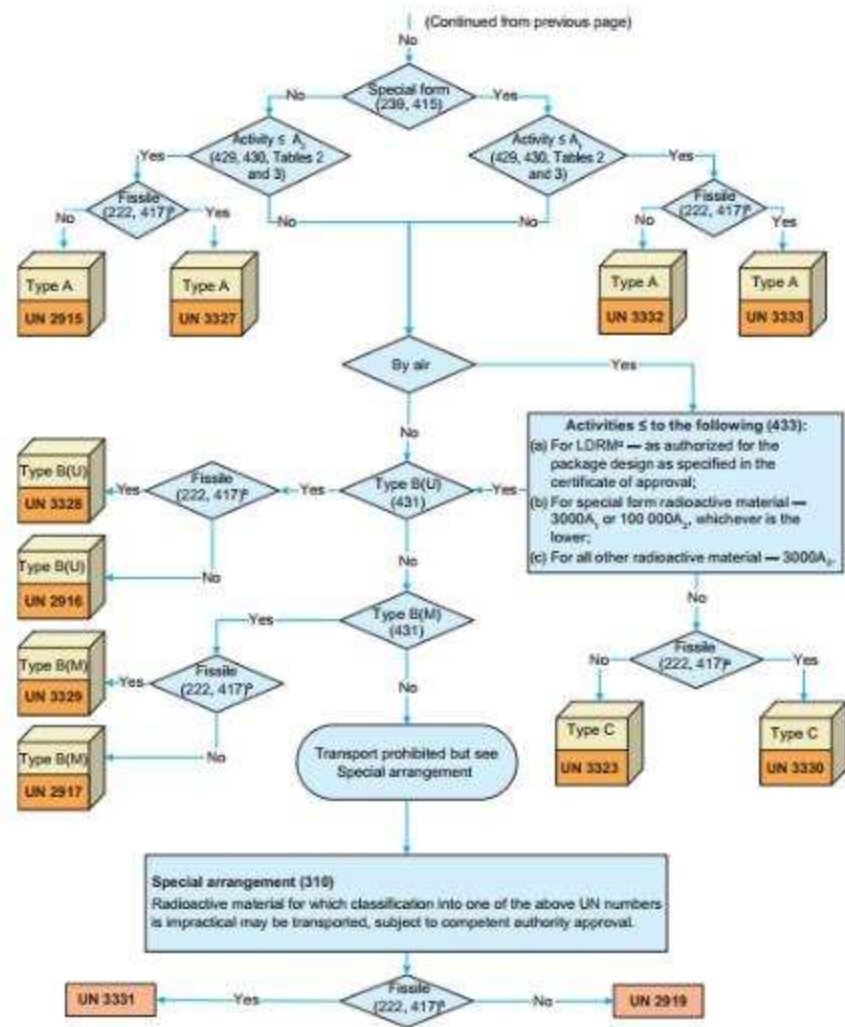 (Continued from previous page)
No
Special form
(239, 415)
No
Yes
Activity ≤ A2
(429, 430, Tables 2
and 3)
Activity ≤ A1
(429, 430, Tables 2
and 3)
Yes
Yes
Fissile
(222, 417)b
No
Yes
No
No
Fissile
(222, 417)b
No
Yes
Type A
UN 2915
Type A
UN 3327
Type A
UN 3332
Type A
UN 3333
By air
Yes
No
Activities ≤ to the following (433):
(a) For LDRMa — as authorized for the
package design as specified in the
certificate of approval;
(b) For special form radioactive material —
3000A1 or 100 000A2, whichever is the
lower;
(c) For all other radioactive material — 3000A2.
Type B(U)
UN 3328
Yes
Fissile
(222, 417)b
Yes
Type B(U)
(431)
Yes
No
No
Type B(U)
UN 2916
No
Type B(M)
(431)
Yes
Type B(M)
UN 3329
Yes
Fissile
(222, 417)b
No
No
Fissile
(222, 417)b
No
Yes
Type B(M)
UN 2917
Type C
UN 3323
Type C
UN 3330
Transport prohibited but see
Special arrangement
Special arrangement (310)
Radioactive material for which classification into one of the above UN numbers
is impractical may be transported, subject to competent authority approval.
UN 3331
Yes
Fissile
(222, 417)b
No
UN 2919